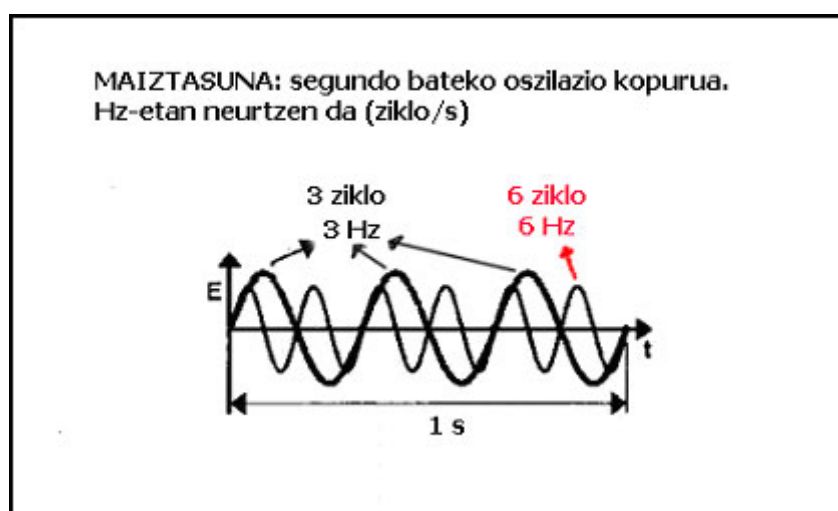 MAIZTASUNA: segundo bateko oszilazio kopurua.
Hz-etan neurtzen da (ziklo/s)
3 ziklo
3 Hz
6 ziklo
6 Hz
E
t
1 s